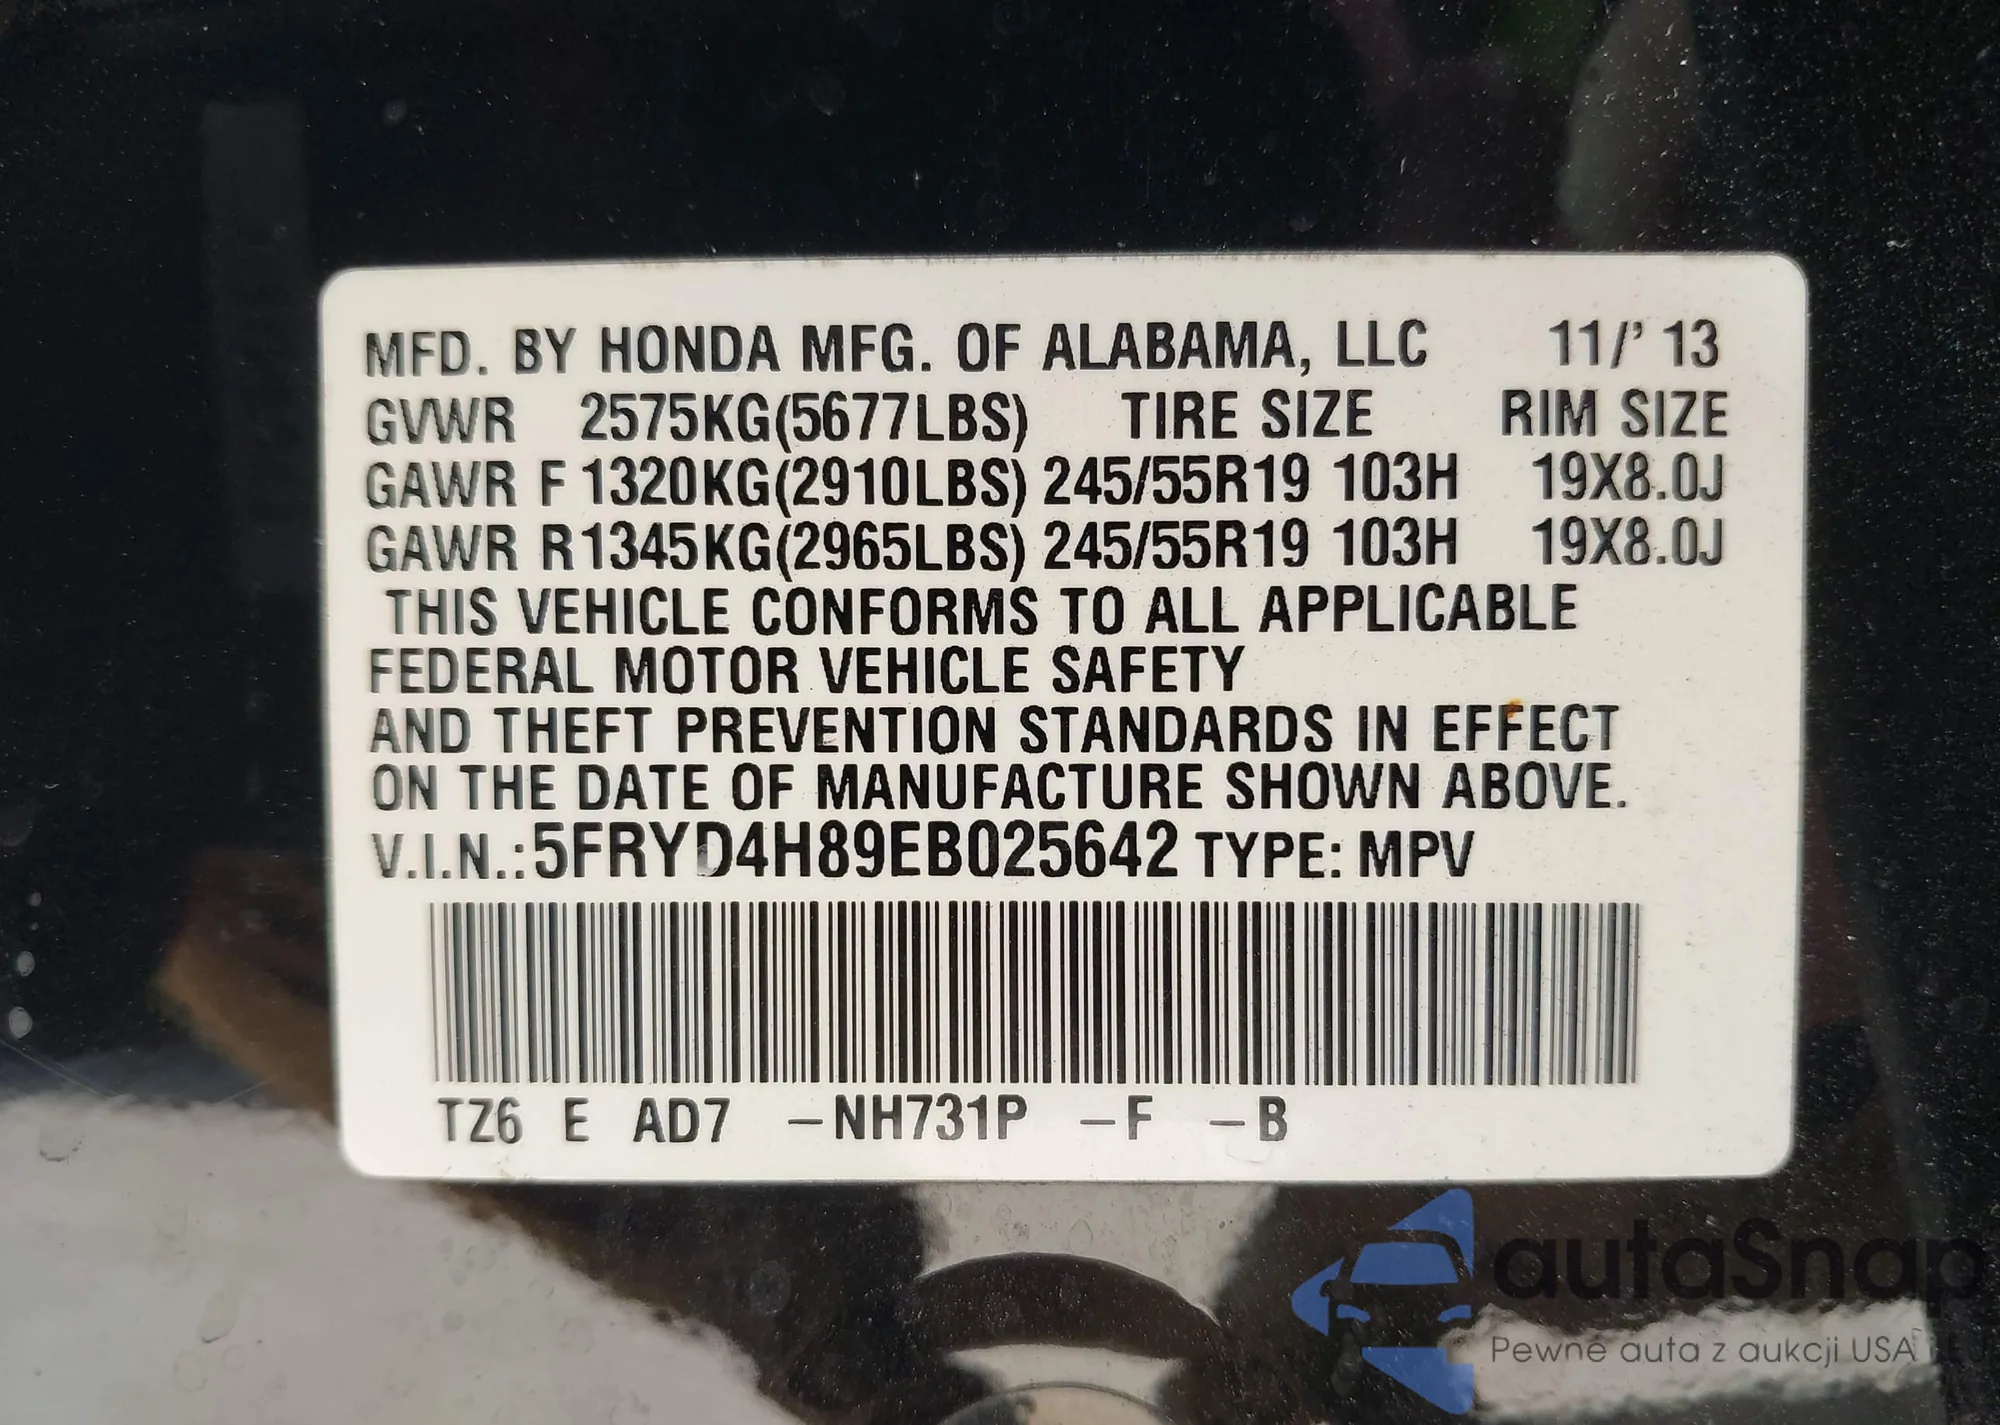 MFD. BY HONDA MFG. OF ALABAMA, LLC 11/' 13
GVWR 2575KG(5677LBS) TIRE SIZE RIM SIZE
GAWR F 1320KG(2910LBS) 245/55R19 103H 19X8.0J
GAWR R 1345KG(2965LBS) 245/55R19 103H 19X8.0J
THIS VEHICLE CONFORMS TO ALL APPLICABLE
FEDERAL MOTOR VEHICLE SAFETY
AND THEFT PREVENTION STANDARDS IN EFFECT
ON THE DATE OF MANUFACTURE SHOWN ABOVE.
V.I.N.: 5FRYD4H89EB025642 TYPE: MPV
TZ6 E AD7 –NH731P –F –B
autaSnap
Pewne auta z aukcji USA i EU